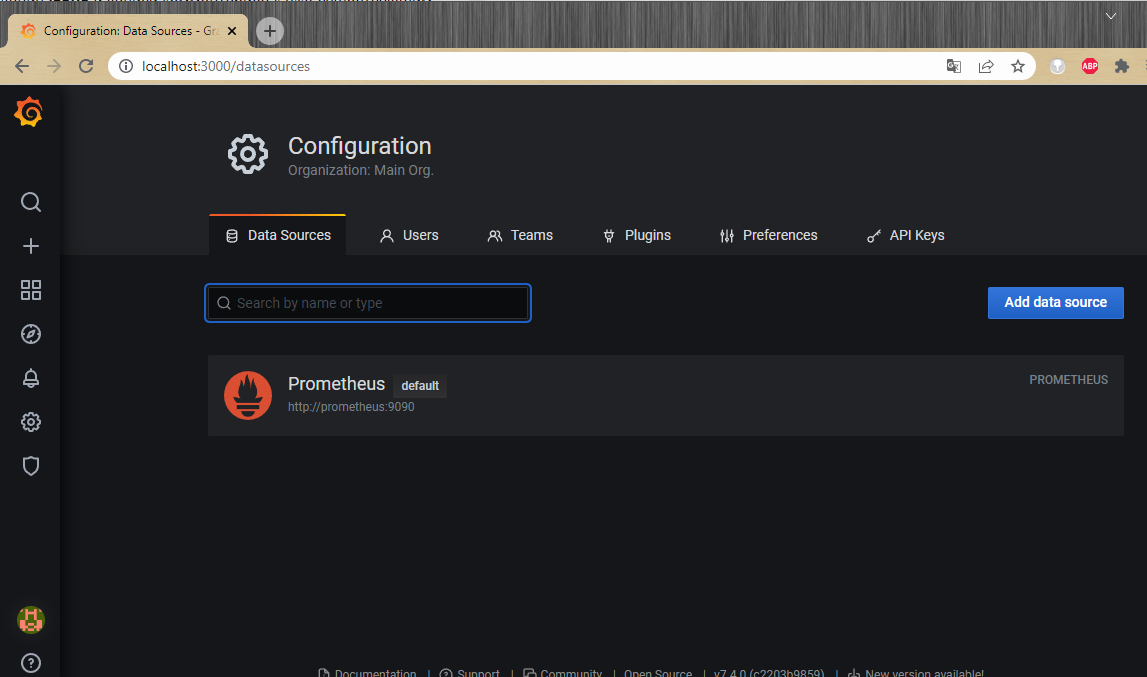 Configuration: Data Sources - Gr
localhost:3000/datasources
ABP
Configuration
Organization: Main Org.
Data Sources
Users
Teams
Plugins
Preferences
API Keys
Search by name or type
Add data source
Prometheus default
PROMETHEUS
http://prometheus:9090
Documentation | Support | Community | Open Source | v7.4.0 (c2203b9859) | New version available!